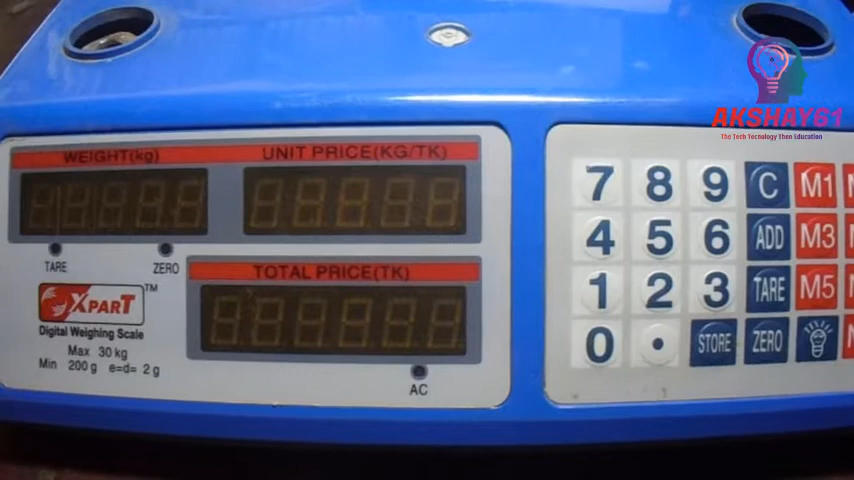 AKSHAY61
The Tech Tecnology Then Education
WEIGHT(kg)
UNIT PRICE(KG/TK)
TARE
ZERO
TOTAL PRICE(TK)
XPART TM
Digital Weighing Scale
Max 30 kg
Min 200 g e=d= 2 g
AC
7 8 9 C M1
4 5 6 ADD M3
1 2 3 TARE M5
0 . STORE ZERO